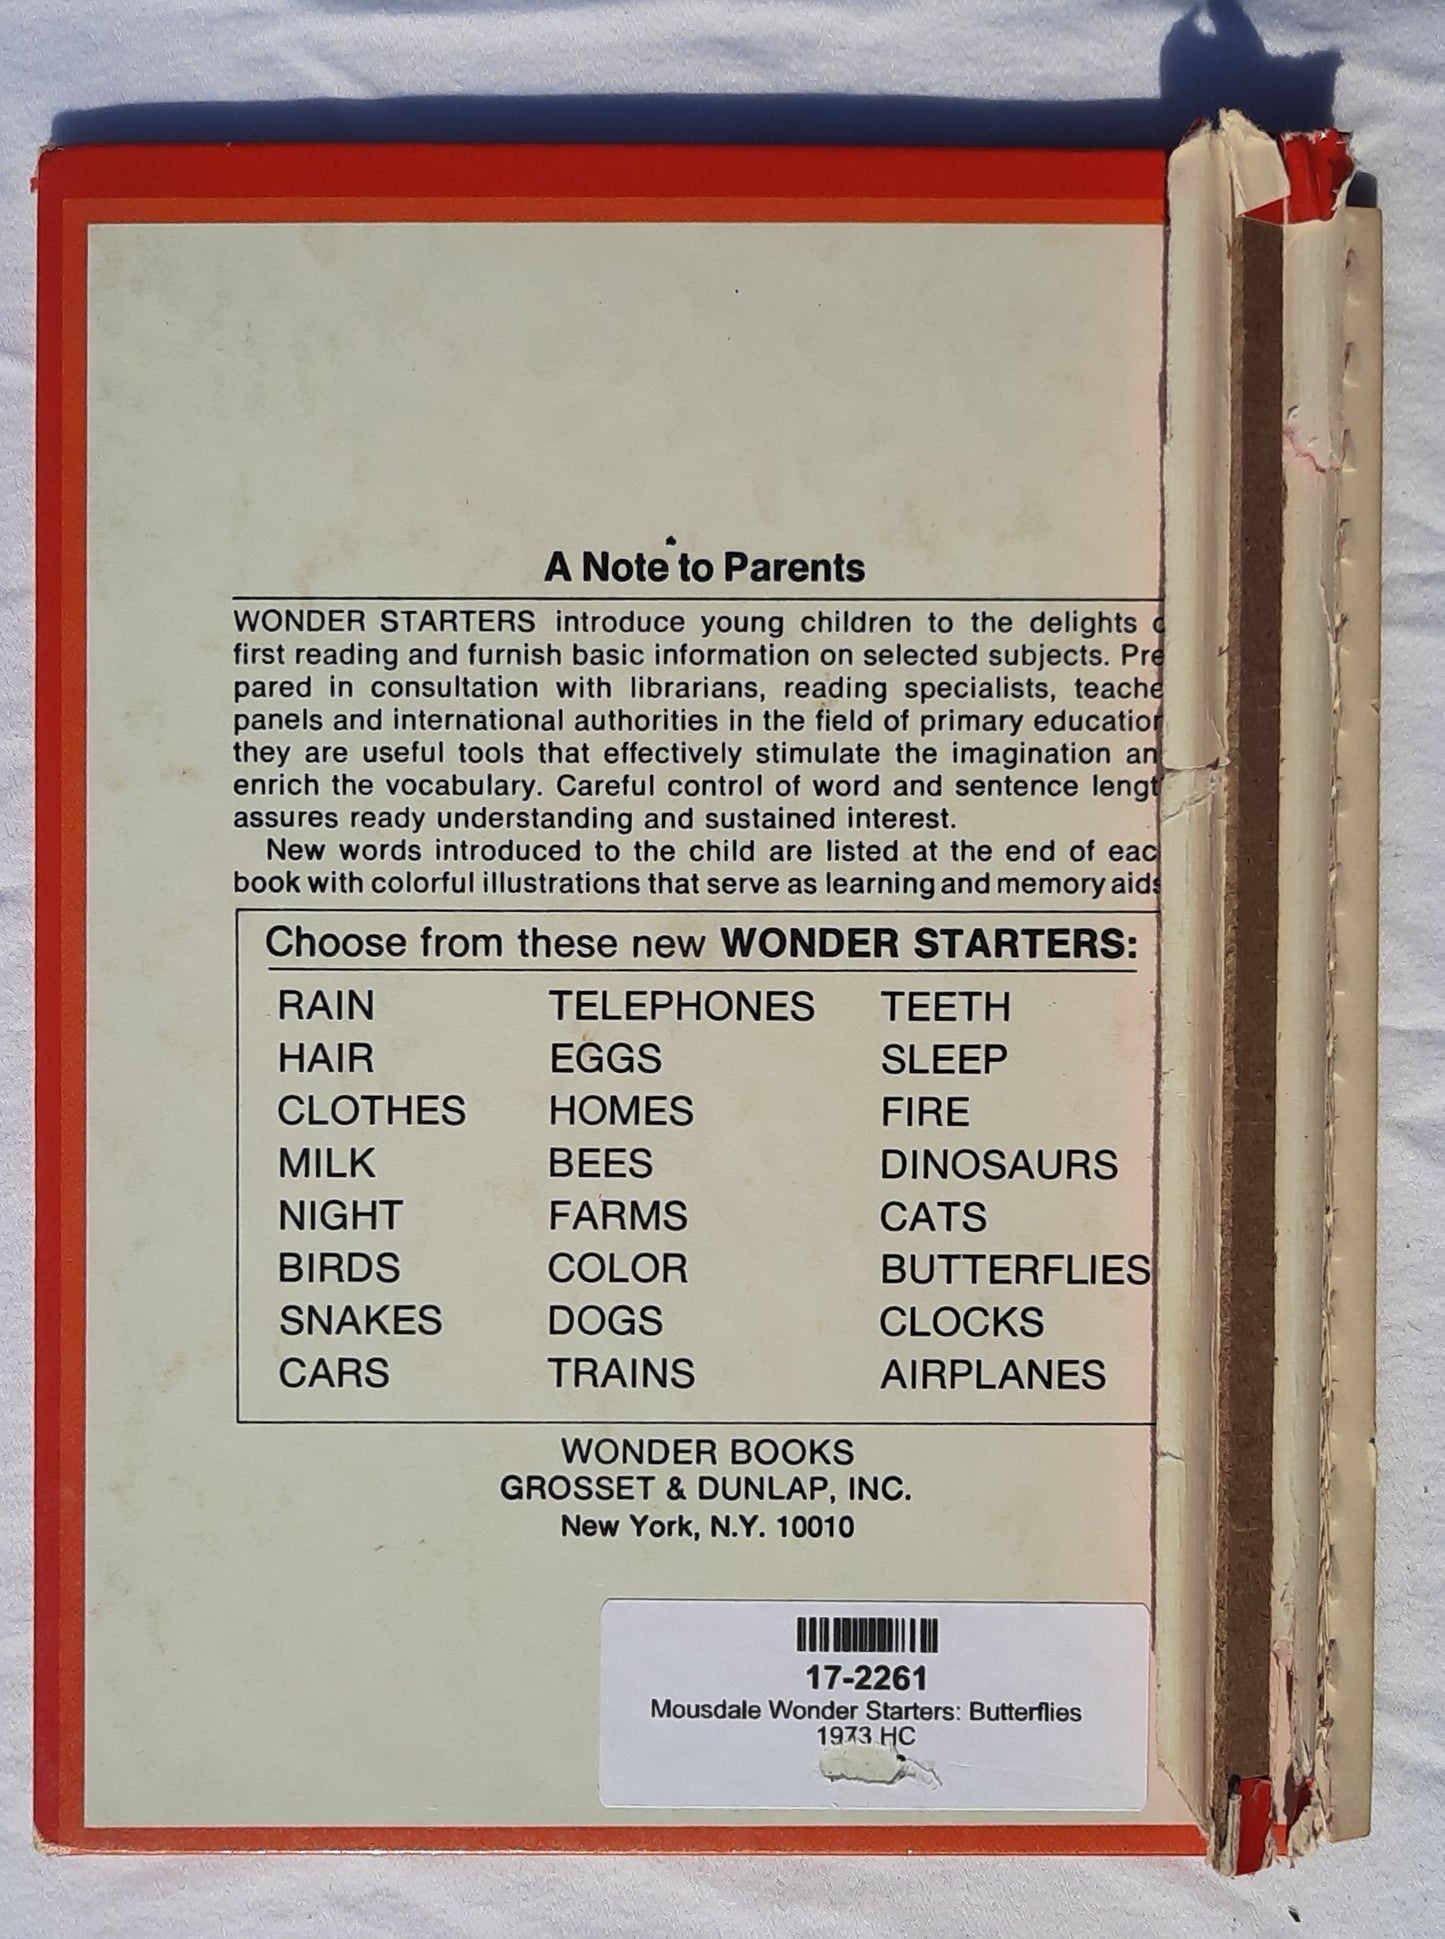 A Note to Parents
WONDER STARTERS introduce young children to the delights
first reading and furnish basic information on selected subjects. Pre
pared in consultation with librarians, reading specialists, teache
panels and international authorities in the field of primary education
they are useful tools that effectively stimulate the imagination an
enrich the vocabulary. Careful control of word and sentence lengt
assures ready understanding and sustained interest.
New words introduced to the child are listed at the end of eac
book with colorful illustrations that serve as learning and memory aids
Choose from these new WONDER STARTERS:
RAIN TELEPHONES TEETH
HAIR EGGS SLEEP
CLOTHES HOMES FIRE
MILK BEES DINOSAURS
NIGHT FARMS CATS
BIRDS COLOR BUTTERFLIES
SNAKES DOGS CLOCKS
CARS TRAINS AIRPLANES
WONDER BOOKS
GROSSET & DUNLAP, INC.
New York, N.Y. 10010
17-2261
Mousdale Wonder Starters: Butterflies
1973 HC